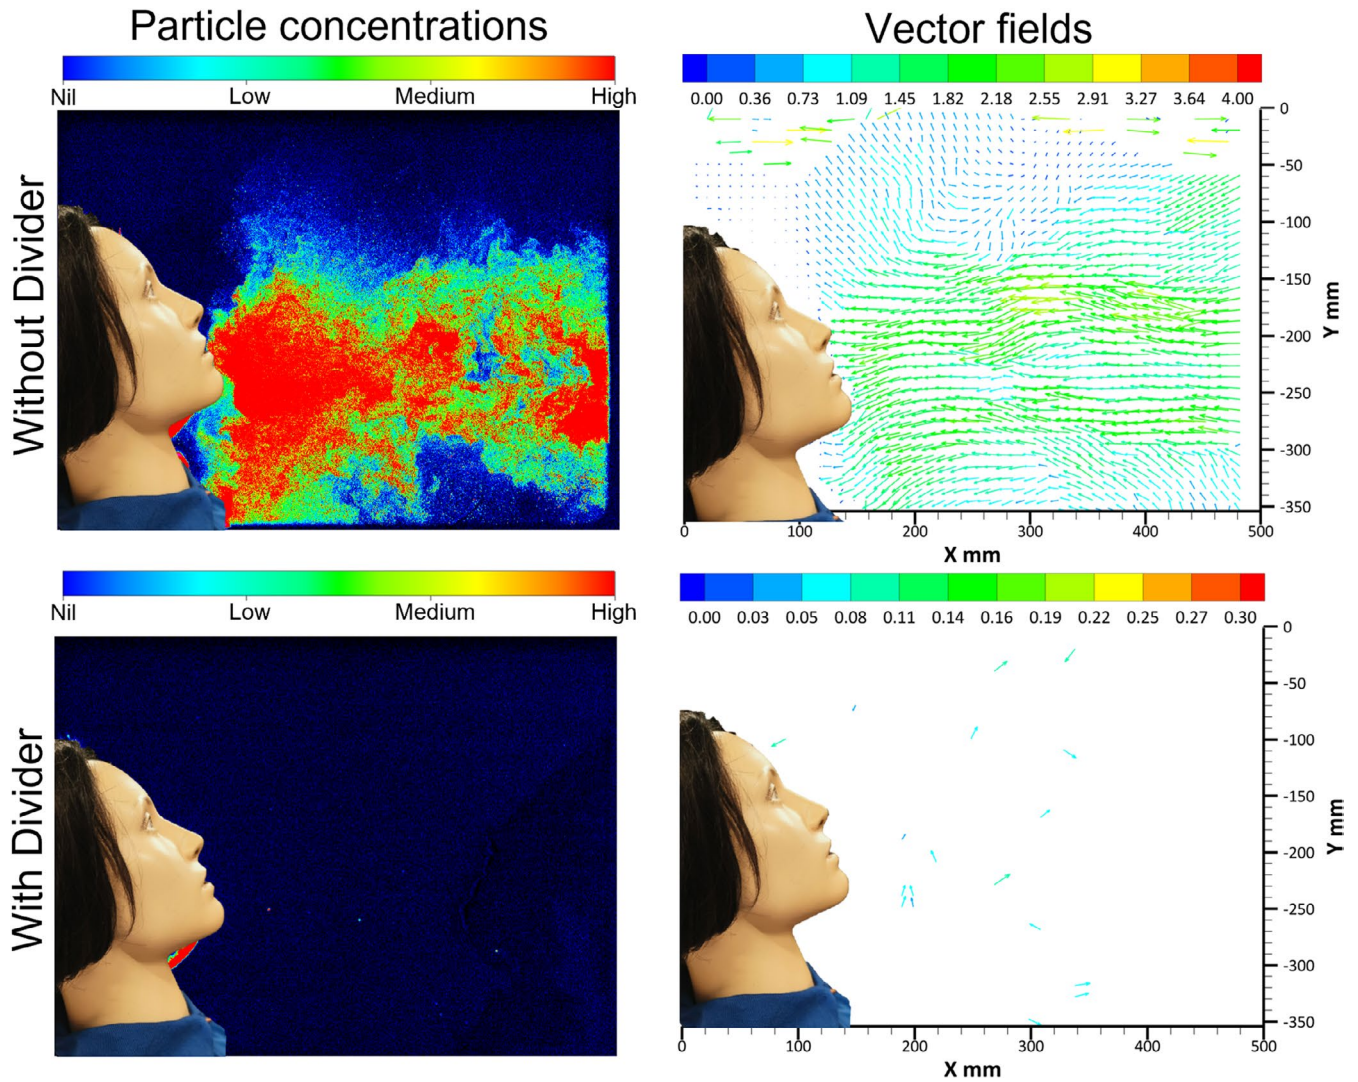 Particle concentrations
Vector fields
Nil Low Medium High
0.00 0.36 0.73 1.09 1.45 1.82 2.18 2.55 2.91 3.27 3.64 4.00
Without Divider
0
-50
-100
-150
-200
-250
-300
-350
Y mm
0 100 200 300 400 500
X mm
Nil Low Medium High
0.00 0.03 0.05 0.08 0.11 0.14 0.16 0.19 0.22 0.25 0.27 0.30
With Divider
0
-50
-100
-150
-200
-250
-300
-350
Y mm
0 100 200 300 400 500
X mm